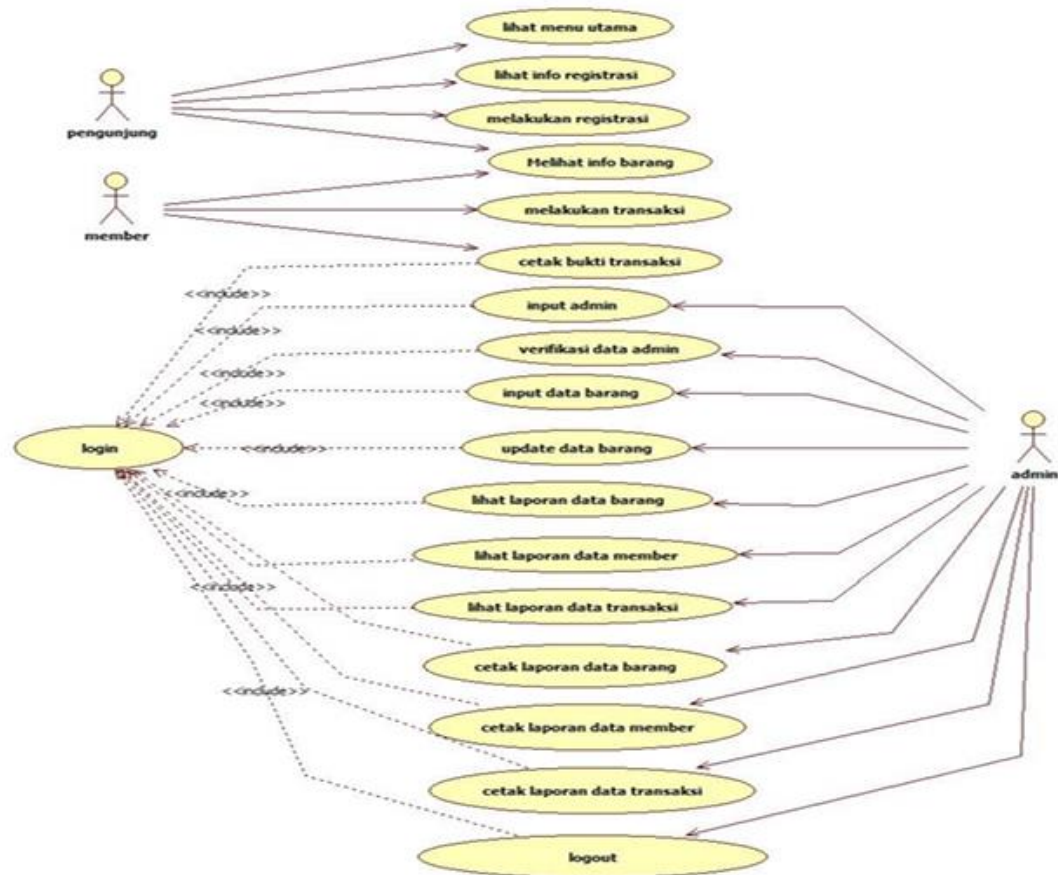 lihat menu utama
lihat info registrasi
pengunjung
melakukan registrasi
Melihat info barang
member
melakukan transaksi
cetak bukti transaksi
<<include>>
input admin
<<include>>
verifikasi data admin
<<include>>
input data barang
<<include>>
login
<<include>>
update data barang
admin
<<include>>
lihat laporan data barang
lihat laporan data member
<<include>>
lihat laporan data transaksi
cetak laporan data barang
<<include>>
cetak laporan data member
cetak laporan data transaksi
logout